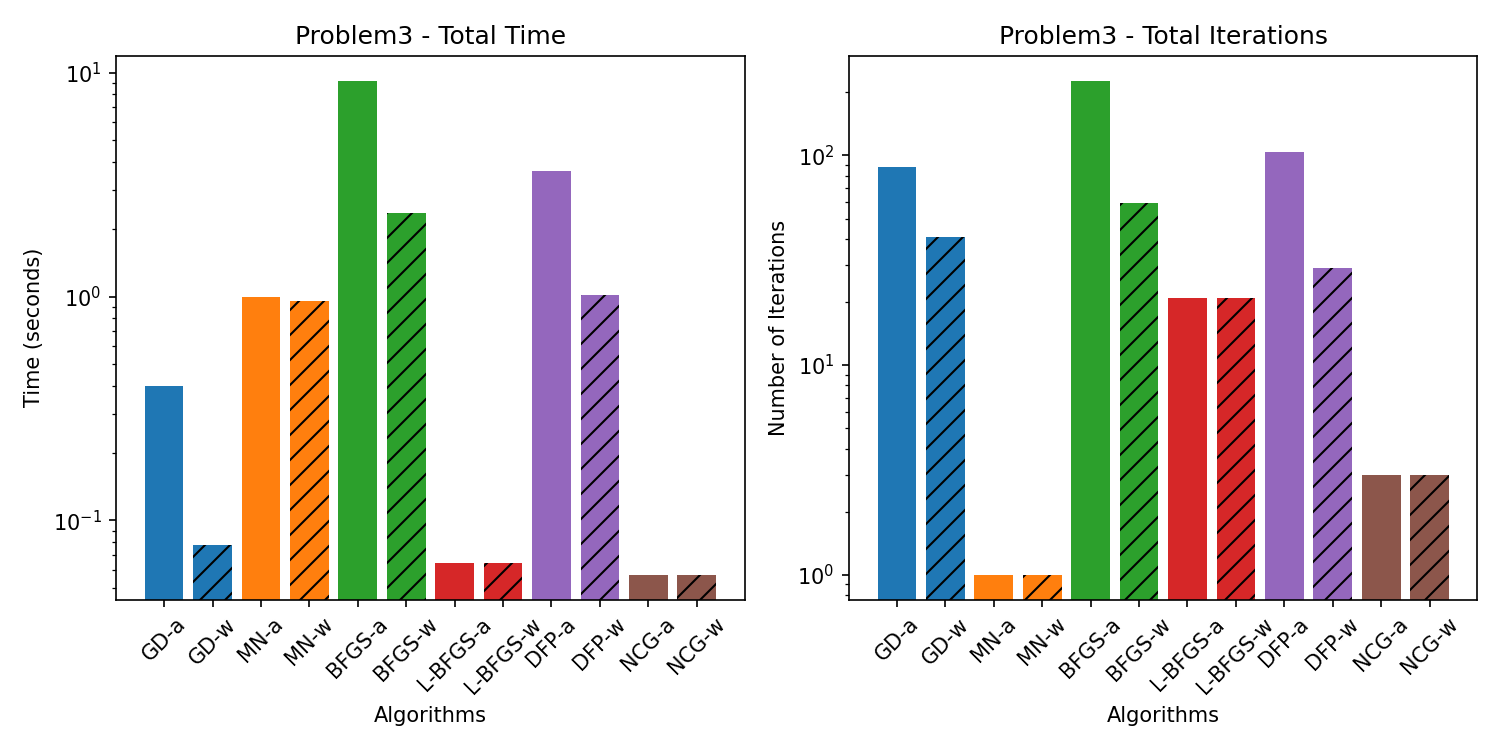 Problem3 - Total Time
Time (seconds)
10^1
10^0
10^-1
GD-a
GD-w
MN-a
MN-w
BFGS-a
BFGS-w
L-BFGS-a
L-BFGS-w
DFP-a
DFP-w
NCG-a
NCG-w
Algorithms
Problem3 - Total Iterations
Number of Iterations
10^2
10^1
10^0
GD-a
GD-w
MN-a
MN-w
BFGS-a
BFGS-w
L-BFGS-a
L-BFGS-w
DFP-a
DFP-w
NCG-a
NCG-w
Algorithms